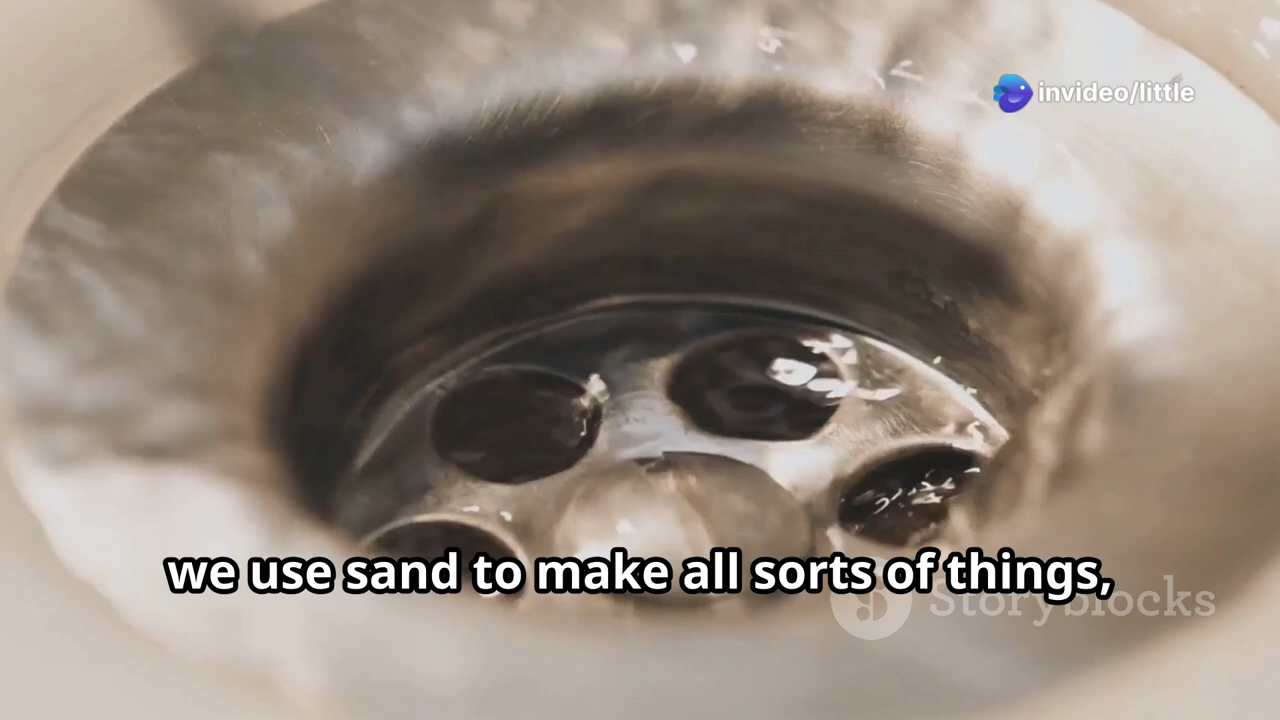 invideo/little
we use sand to make all sorts of things,
Storyblocks